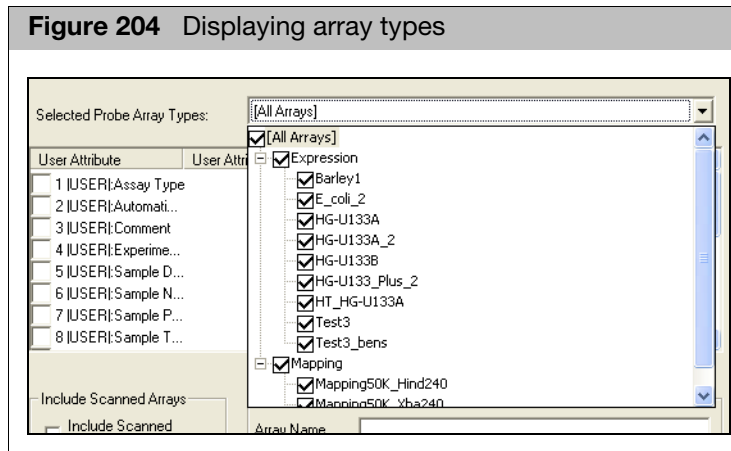 Figure 204 Displaying array types
Selected Probe Array Types: [All Arrays]
[All Arrays]
Expression
Barley1
E_coli_2
HG-U133A
HG-U133A_2
HG-U133B
HG-U133_Plus_2
HT_HG-U133A
Test3
Test3_bens
Mapping
Mapping50K_Hind240
Mapping50K_Xba240
User Attribute User Attri
1 |USER|:Assay Type
2 |USER|:Automati...
3 |USER|:Comment
4 |USER|:Experime...
5 |USER|:Sample D...
6 |USER|:Sample N...
7 |USER|:Sample P...
8 |USER|:Sample T...
Include Scanned Arrays
Include Scanned
Array Name